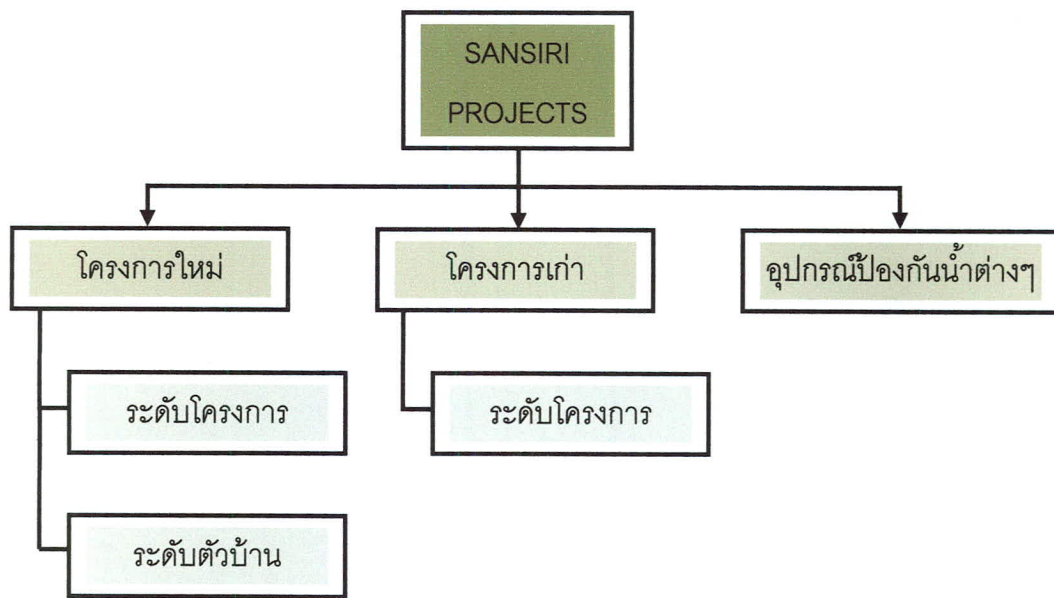 SANSIRI
PROJECTS
โครงการใหม่
โครงการเก่า
อุปกรณ์ป้องกันน้ำต่างๆ
ระดับโครงการ
ระดับโครงการ
ระดับตัวบ้าน